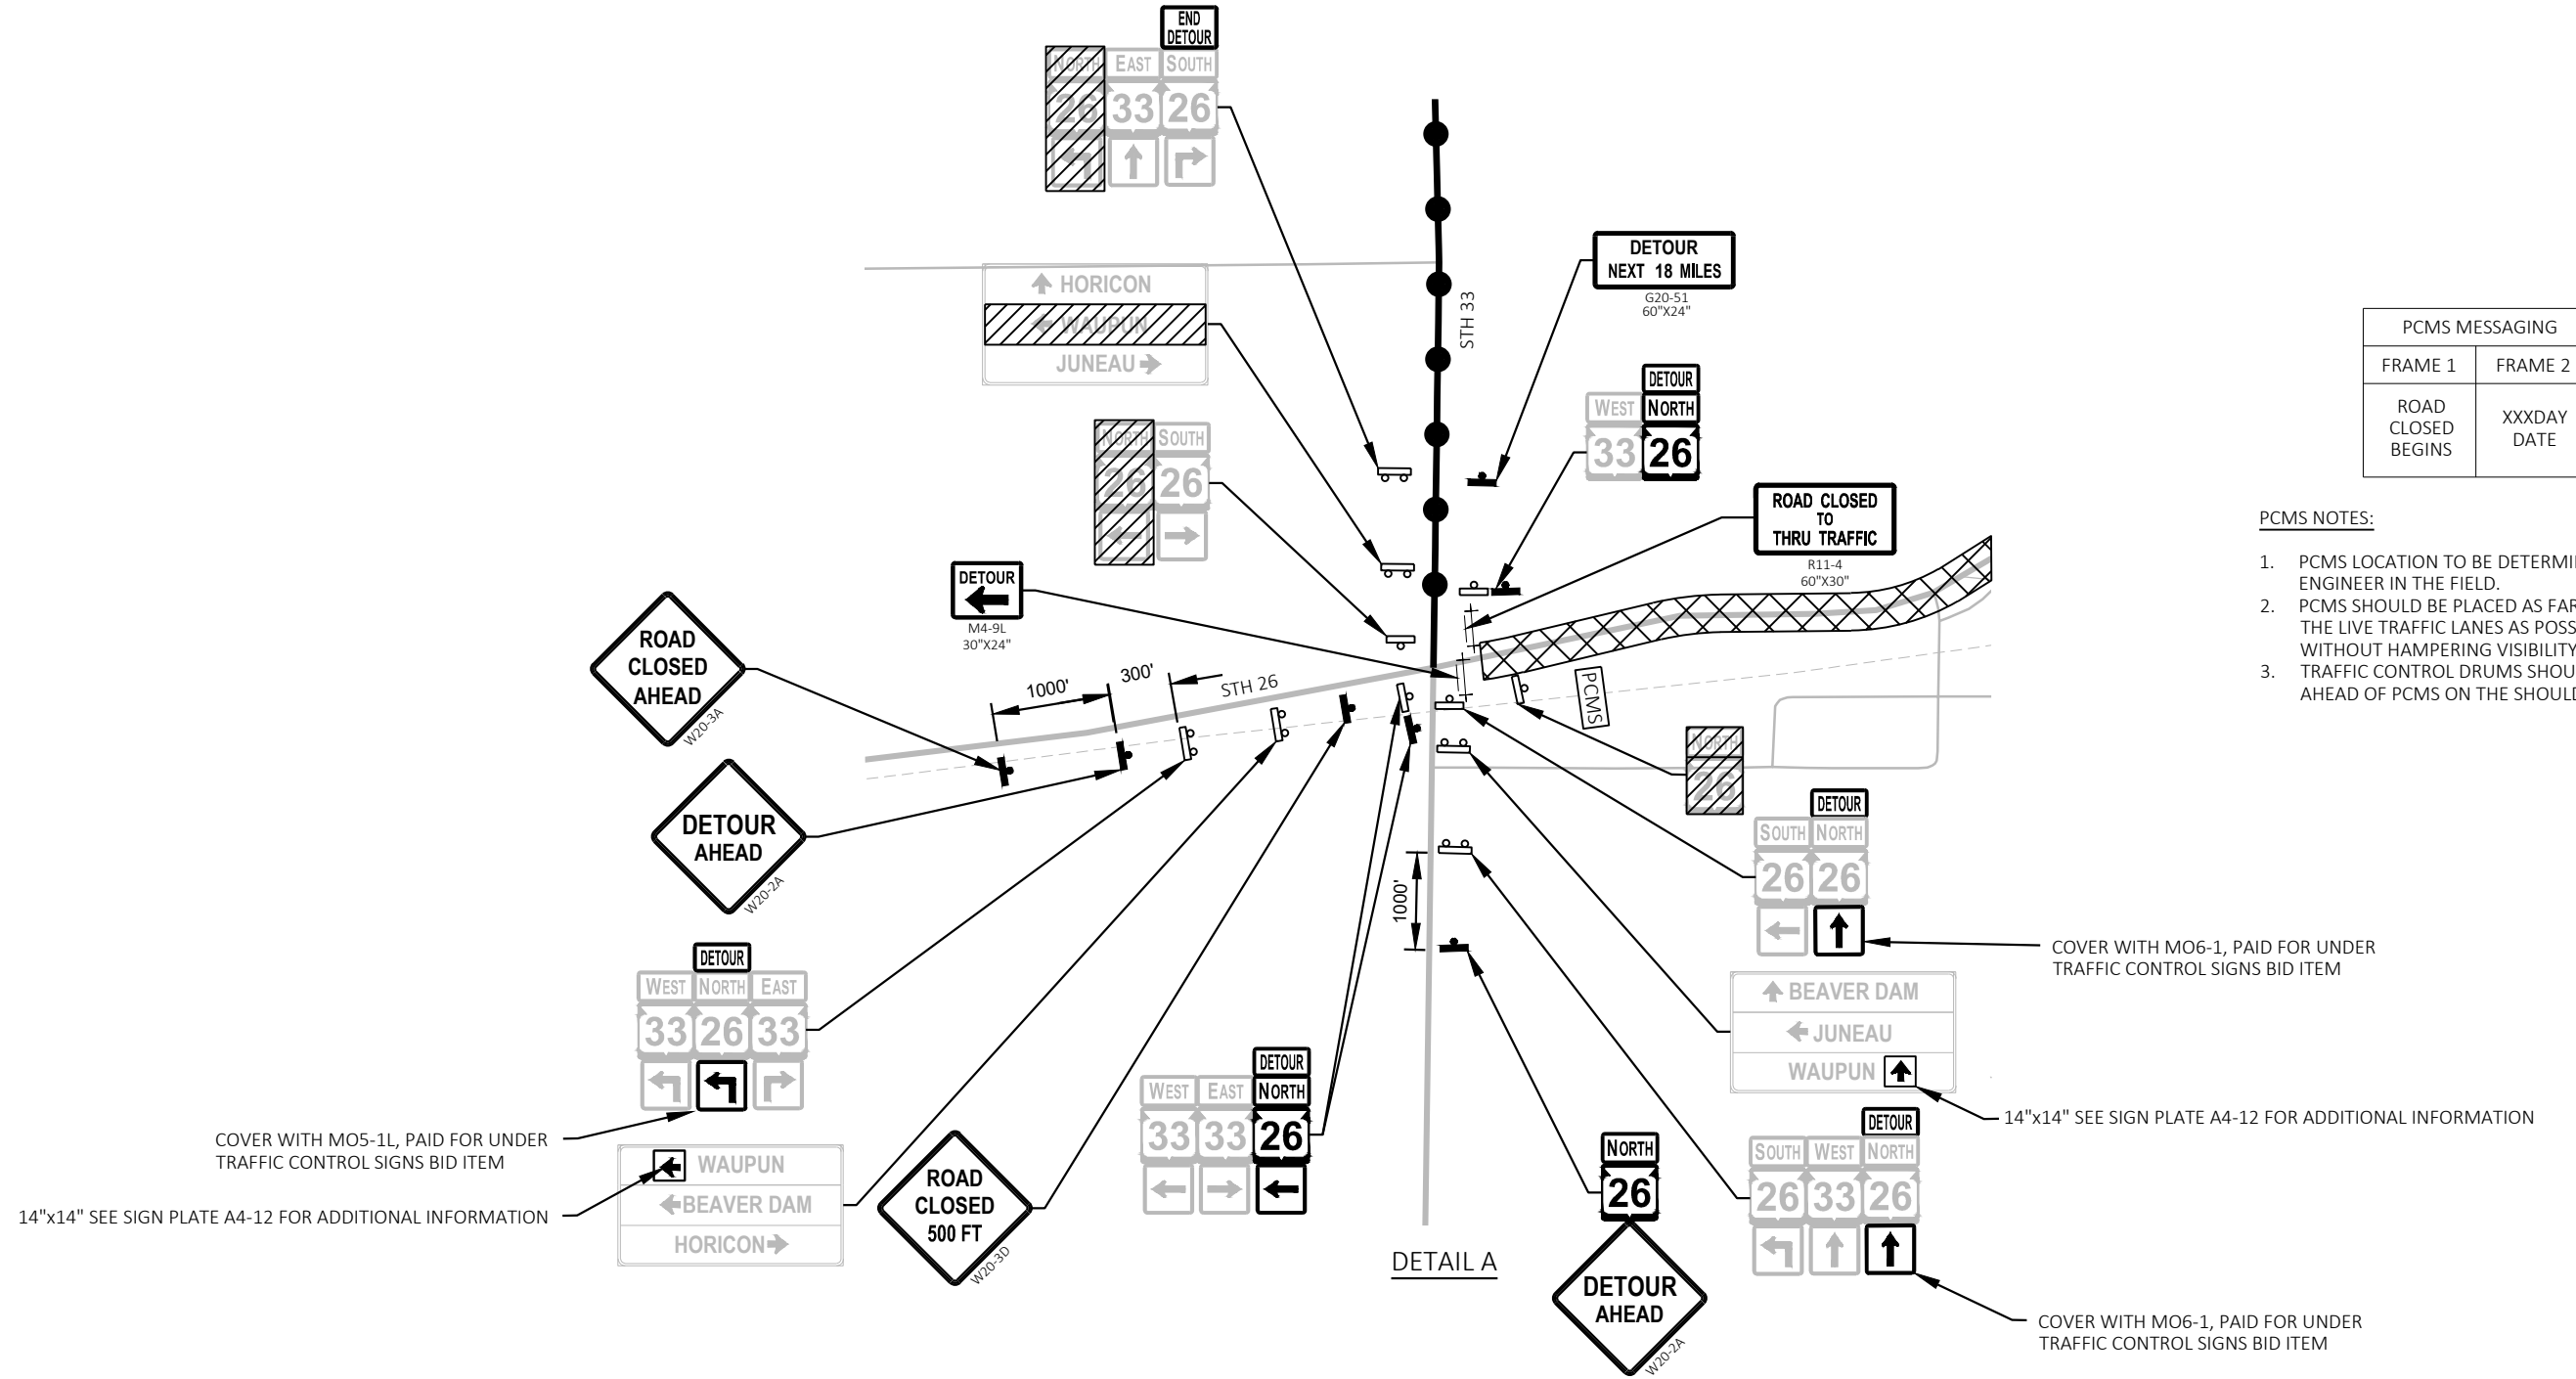 END
DETOUR
NORTH EAST SOUTH
26 33 26
HORICON
WAUPUN
JUNEAU
NORTH SOUTH
26 26
DETOUR
M4-9L
30"X24"
DETOUR
NEXT 18 MILES
G20-51
60"X24"
STH 33
DETOUR
WEST NORTH
33 26
ROAD CLOSED
TO
THRU TRAFFIC
R11-4
60"X30"
PCMS MESSAGING
FRAME 1 FRAME 2
ROAD
CLOSED
BEGINS
XXXDAY
DATE
PCMS NOTES:
1. PCMS LOCATION TO BE DETERMI
ENGINEER IN THE FIELD.
2. PCMS SHOULD BE PLACED AS FAR
THE LIVE TRAFFIC LANES AS POSS
WITHOUT HAMPERING VISIBILITY
3. TRAFFIC CONTROL DRUMS SHOU
AHEAD OF PCMS ON THE SHOUL
ROAD
CLOSED
AHEAD
W20-3A
1000'
300'
STH 26
PCMS
DETOUR
AHEAD
W20-2A
NORTH
26
DETOUR
SOUTH NORTH
26 26
COVER WITH MO6-1, PAID FOR UNDER
TRAFFIC CONTROL SIGNS BID ITEM
1000'
DETOUR
WEST NORTH EAST
33 26 33
COVER WITH MO5-1L, PAID FOR UNDER
TRAFFIC CONTROL SIGNS BID ITEM
WAUPUN
BEAVER DAM
HORICON
14"x14" SEE SIGN PLATE A4-12 FOR ADDITIONAL INFORMATION
ROAD
CLOSED
500 FT
W20-3D
DETOUR
WEST EAST NORTH
33 33 26
BEAVER DAM
JUNEAU
WAUPUN
14"x14" SEE SIGN PLATE A4-12 FOR ADDITIONAL INFORMATION
DETOUR
SOUTH WEST NORTH
26 33 26
COVER WITH MO6-1, PAID FOR UNDER
TRAFFIC CONTROL SIGNS BID ITEM
NORTH
26
DETOUR
AHEAD
W20-2A
DETAIL A